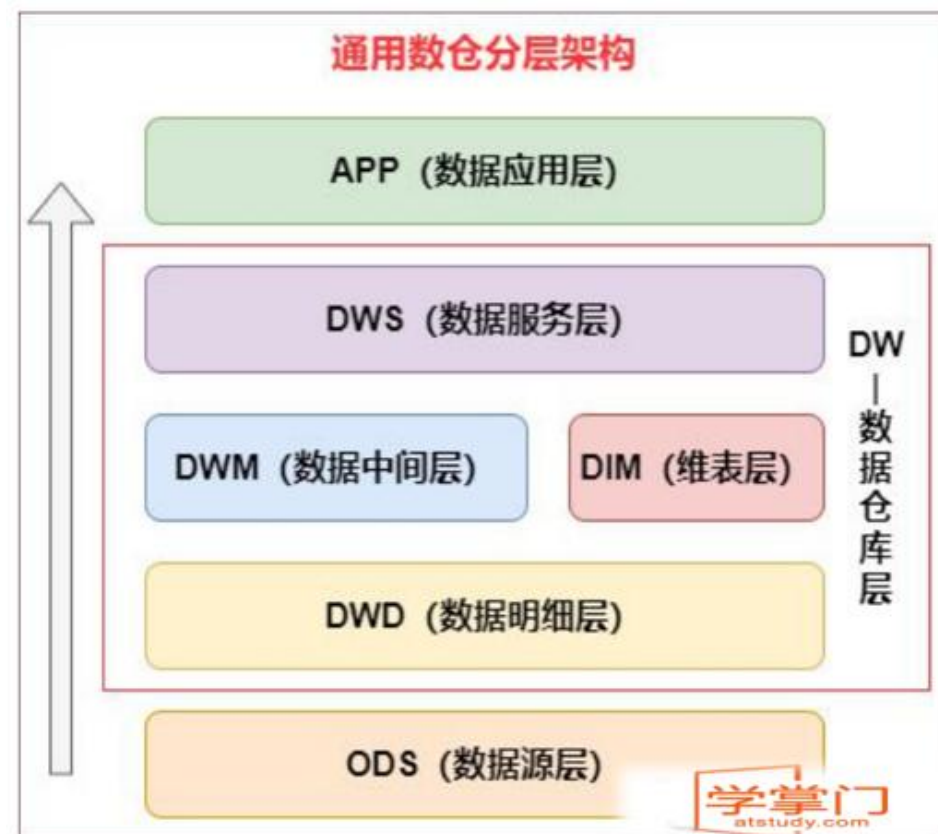 通用数仓分层架构
APP（数据应用层）
DWS（数据服务层）
DWM（数据中间层）
DIM（维表层）
DWD（数据明细层）
DW—数据仓库层
ODS（数据源层）
学掌门
atstudy.com